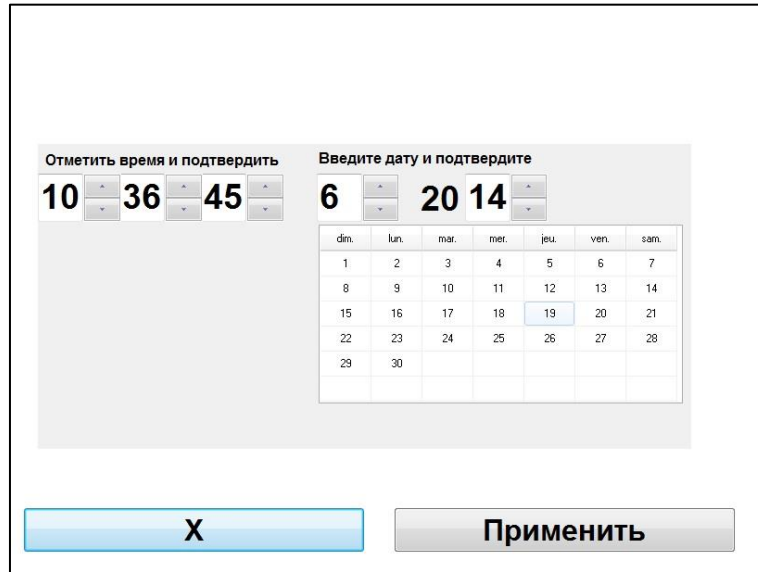 Отметить время и подтвердить
Введите дату и подтвердите
10 36 45
6 20 14
dim. lun. mar. mer. jeu. ven. sam.
1 2 3 4 5 6 7
8 9 10 11 12 13 14
15 16 17 18 19 20 21
22 23 24 25 26 27 28
29 30
X
Применить